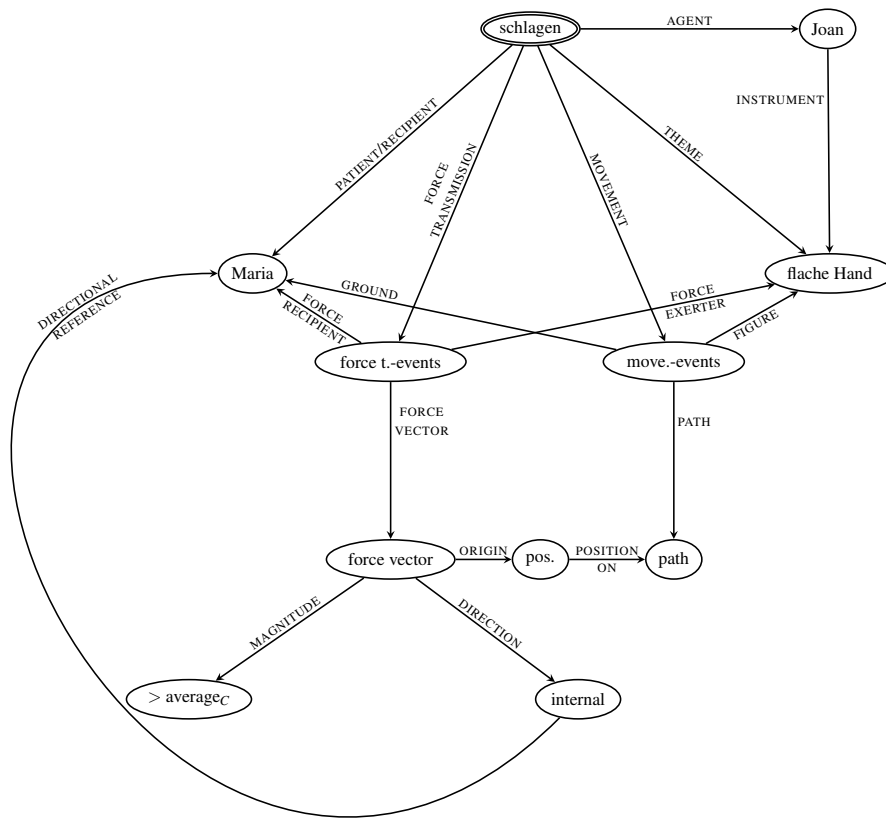 schlagen
AGENT
Joan
INSTRUMENT
PATIENT/RECIPIENT
FORCE
TRANSMISSION
MOVEMENT
THEME
DIRECTIONAL
REFERENCE
Maria
GROUND
FORCE
EXERTER
flache Hand
FORCE
RECIPIENT
FIGURE
force t.-events
move.-events
FORCE
VECTOR
PATH
force vector
ORIGIN
pos.
POSITION
ON
path
MAGNITUDE
DIRECTION
> average_C
internal